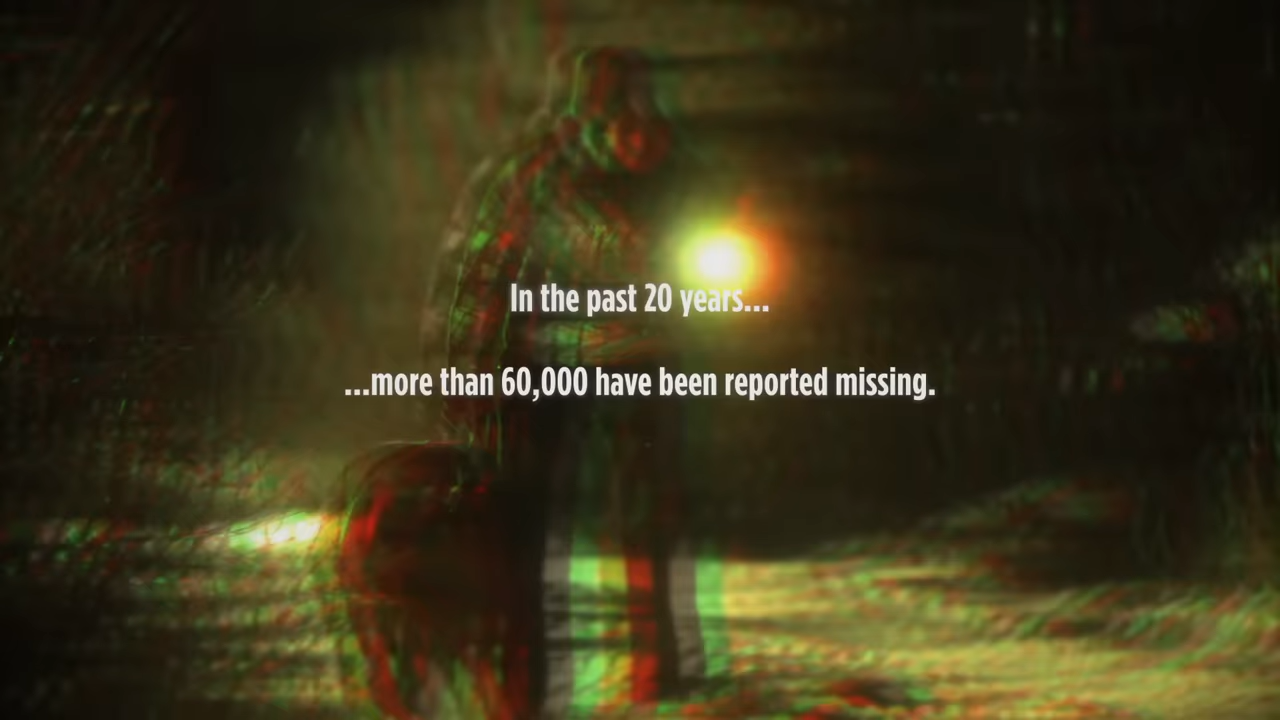 In the past 20 years...
...more than 60,000 have been reported missing.